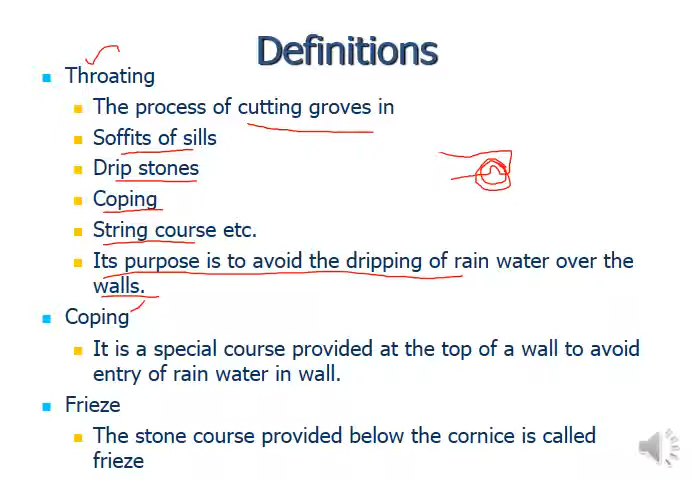 Definitions
Throating
The process of cutting groves in
Soffits of sills
Drip stones
Coping
String course etc.
Its purpose is to avoid the dripping of rain water over the
walls.
Coping
It is a special course provided at the top of a wall to avoid
entry of rain water in wall.
Frieze
The stone course provided below the cornice is called
frieze